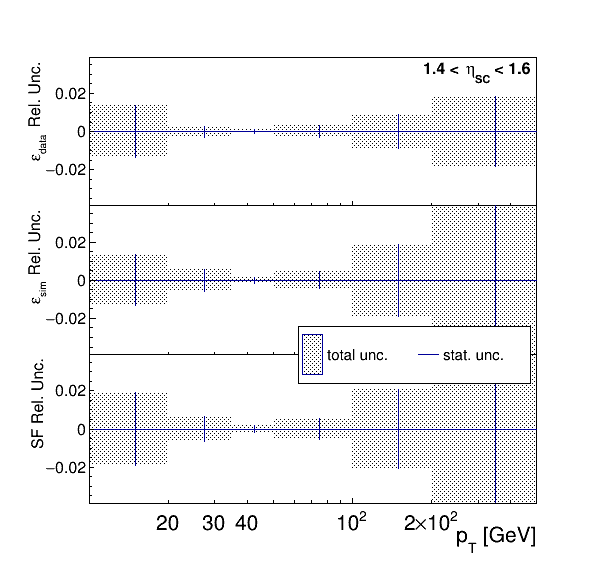 1.4 < η_SC < 1.6
ε_data Rel. Unc.
0.02
0
−0.02
ε_sim Rel. Unc.
0.02
0
−0.02
total unc. stat. unc.
SF Rel. Unc.
0.02
0
−0.02
20 30 40 10² 2×10²
p_T [GeV]